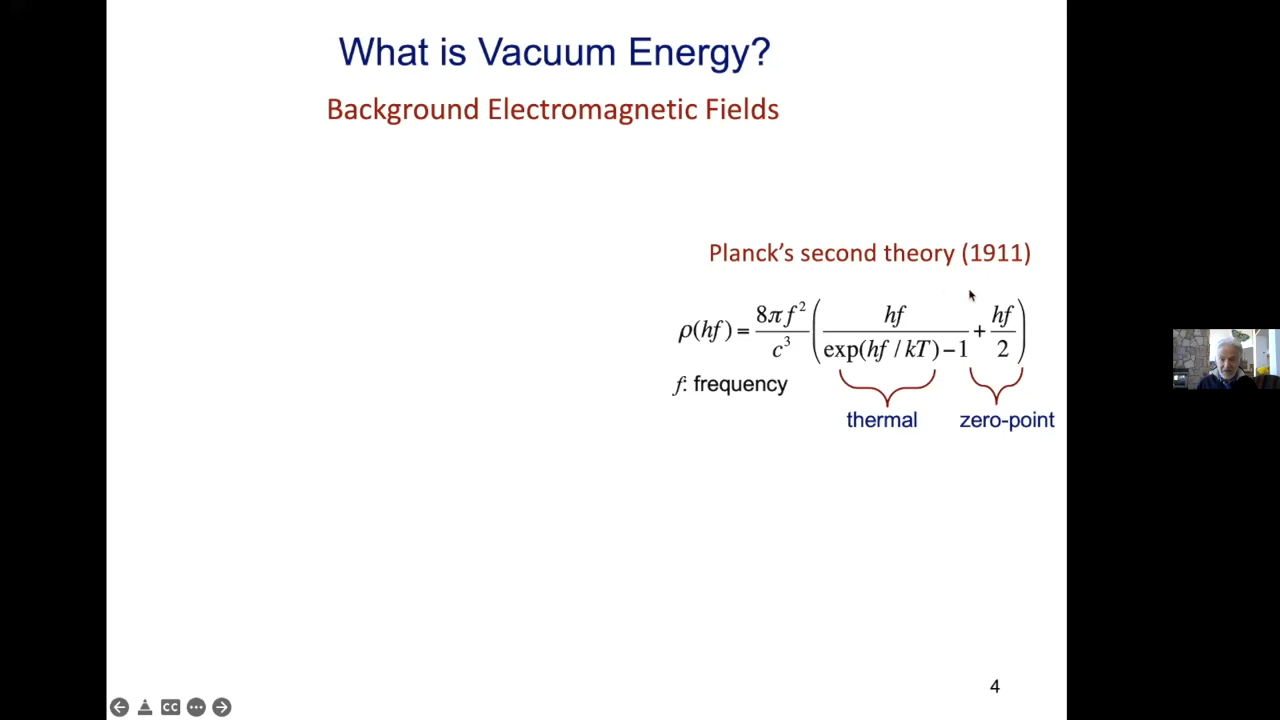 What is Vacuum Energy?
Background Electromagnetic Fields
Planck's second theory (1911)
ρ(hf) = 8πf²/c³ ( hf/(exp(hf / kT) − 1) + hf/2 )
f: frequency
thermal
zero-point
4
CC